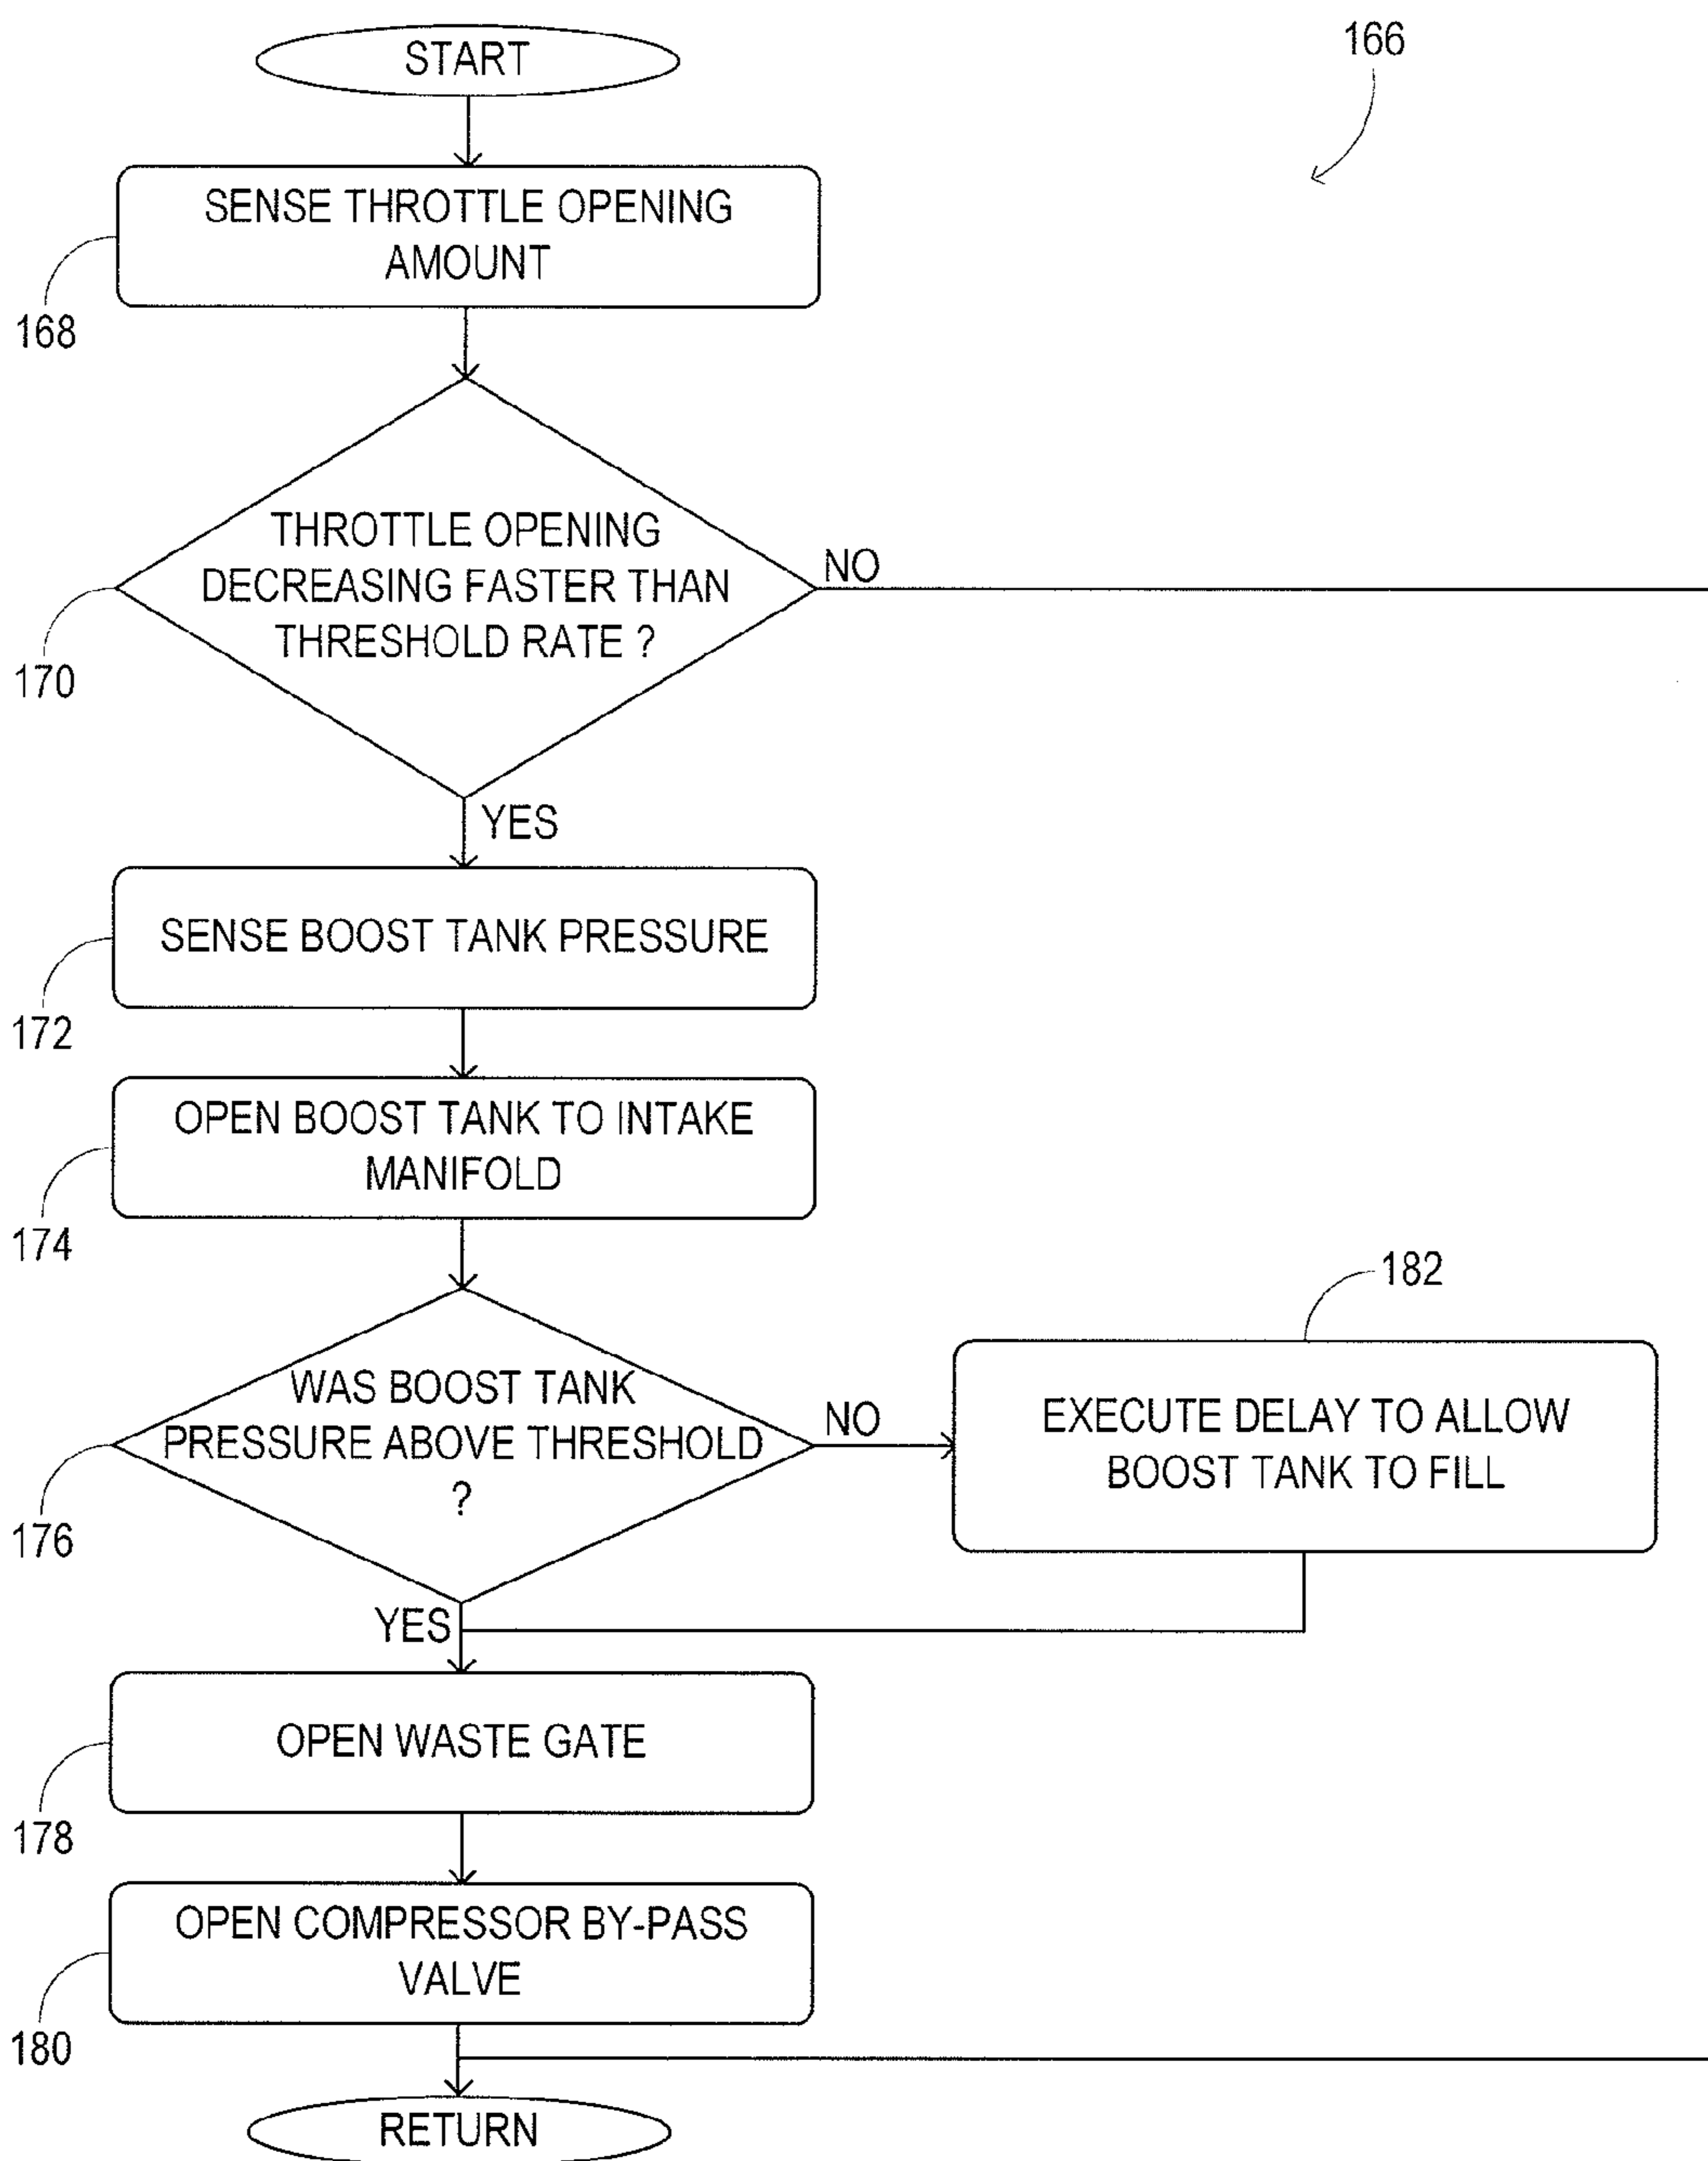 START
166
SENSE THROTTLE OPENING
AMOUNT
168
THROTTLE OPENING
DECREASING FASTER THAN
THRESHOLD RATE ?
NO
170
YES
SENSE BOOST TANK PRESSURE
172
OPEN BOOST TANK TO INTAKE
MANIFOLD
174
182
WAS BOOST TANK
PRESSURE ABOVE THRESHOLD
?
NO
EXECUTE DELAY TO ALLOW
BOOST TANK TO FILL
176
YES
OPEN WASTE GATE
178
OPEN COMPRESSOR BY-PASS
VALVE
180
RETURN